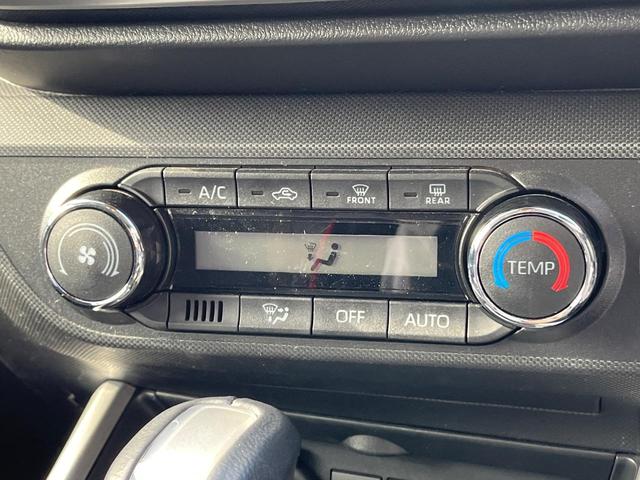 A/C
FRONT
REAR
TEMP
OFF
AUTO